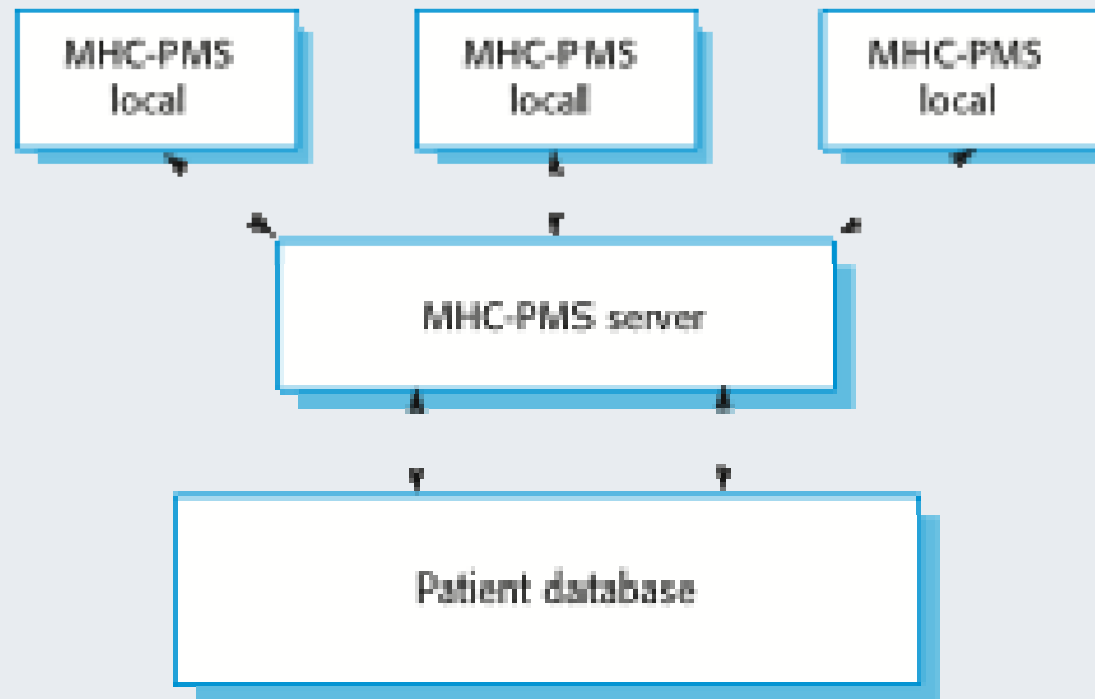 MHC-PMS
local
MHC-PMS
local
MHC-PMS
local
MHC-PMS server
Patient database